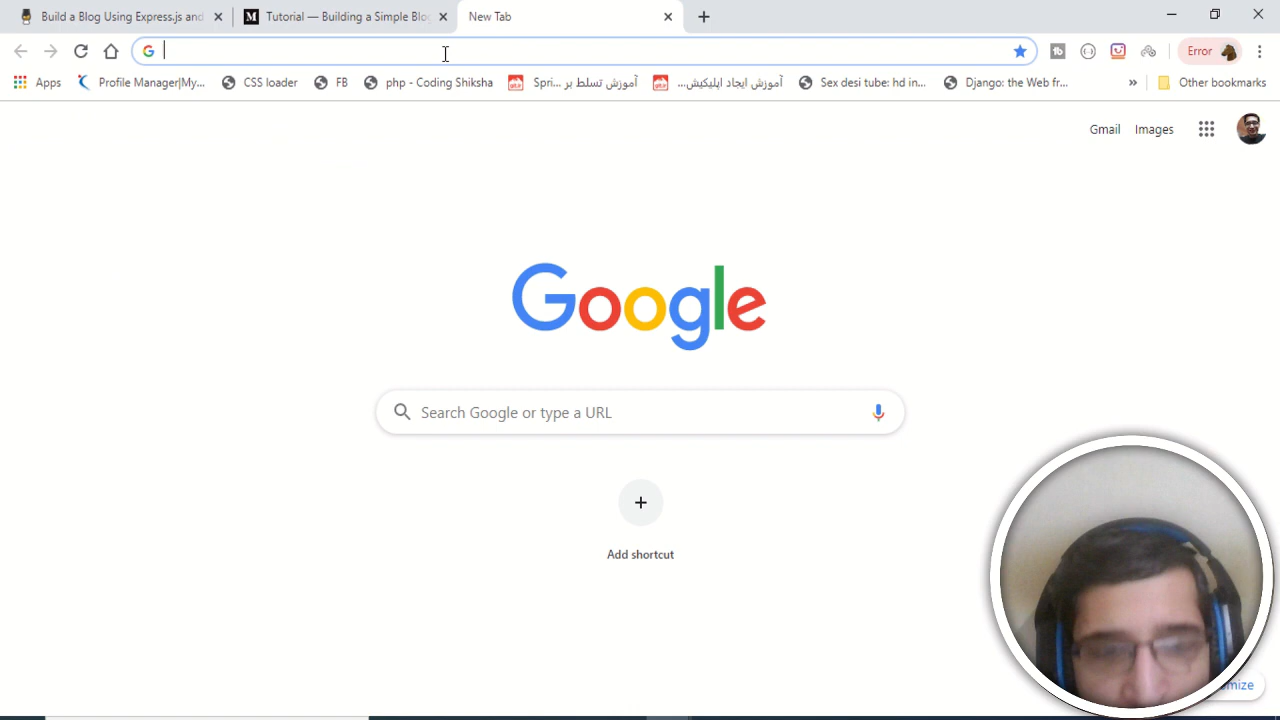 Build a Blog Using Express.js and
Tutorial — Building a Simple Blog
New Tab
Error
Apps
Profile Manager|My...
CSS loader
FB
php - Coding Shiksha
آموزش تسلط بر Spri...
آموزش ایجاد اپلیکیش...
Sex desi tube: hd in...
Django: the Web fr...
»
Other bookmarks
Gmail
Images
Google
Search Google or type a URL
Add shortcut